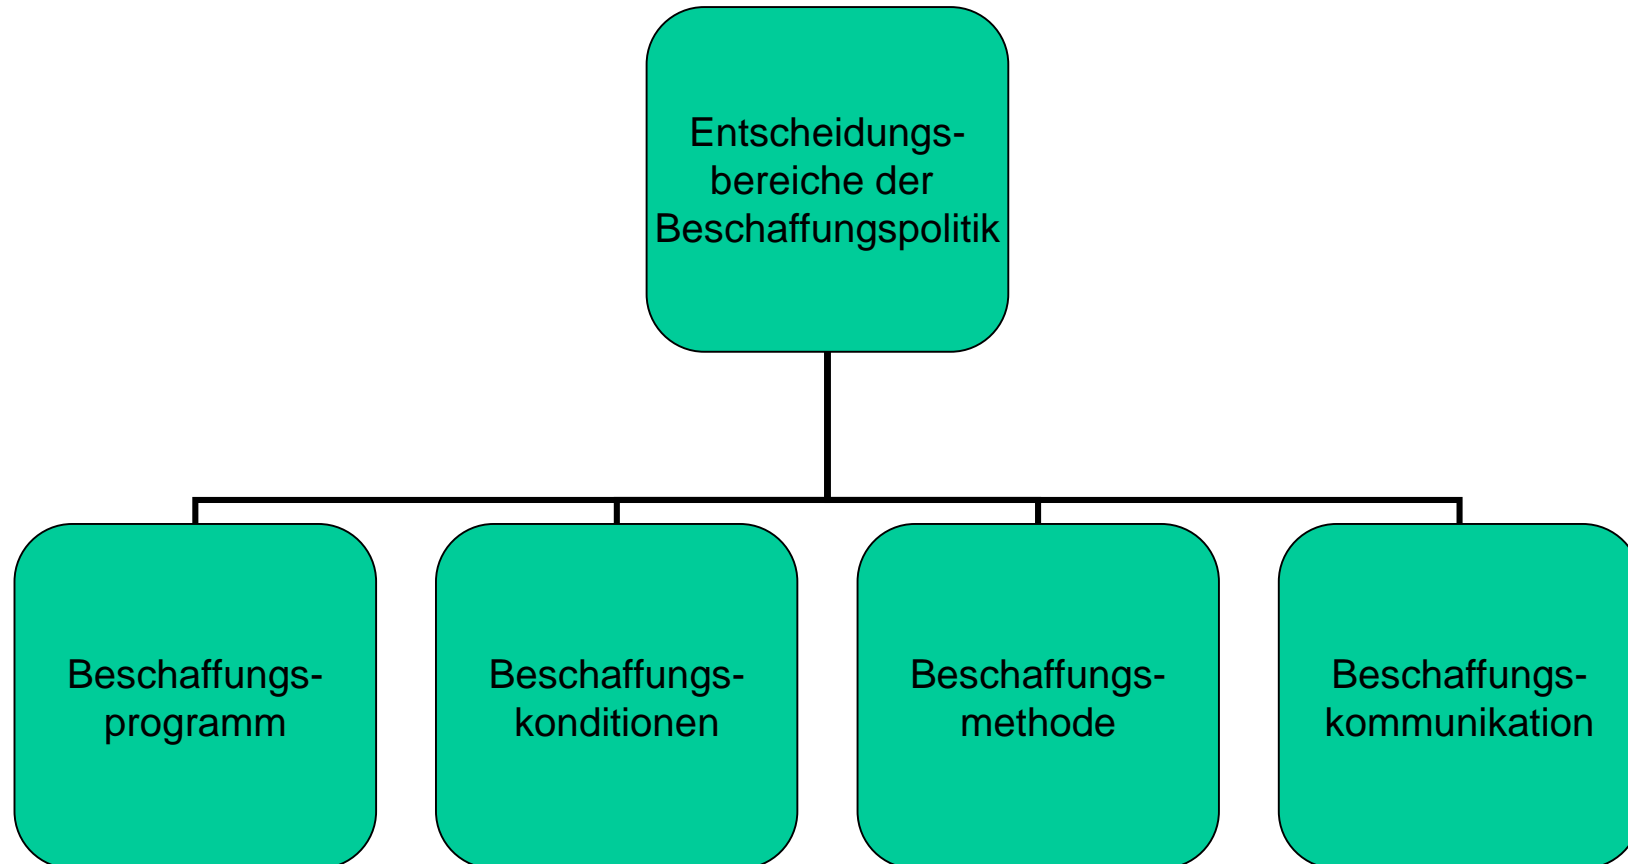 Entscheidungs-
bereiche der
Beschaffungspolitik
Beschaffungs-
programm
Beschaffungs-
konditionen
Beschaffungs-
methode
Beschaffungs-
kommunikation